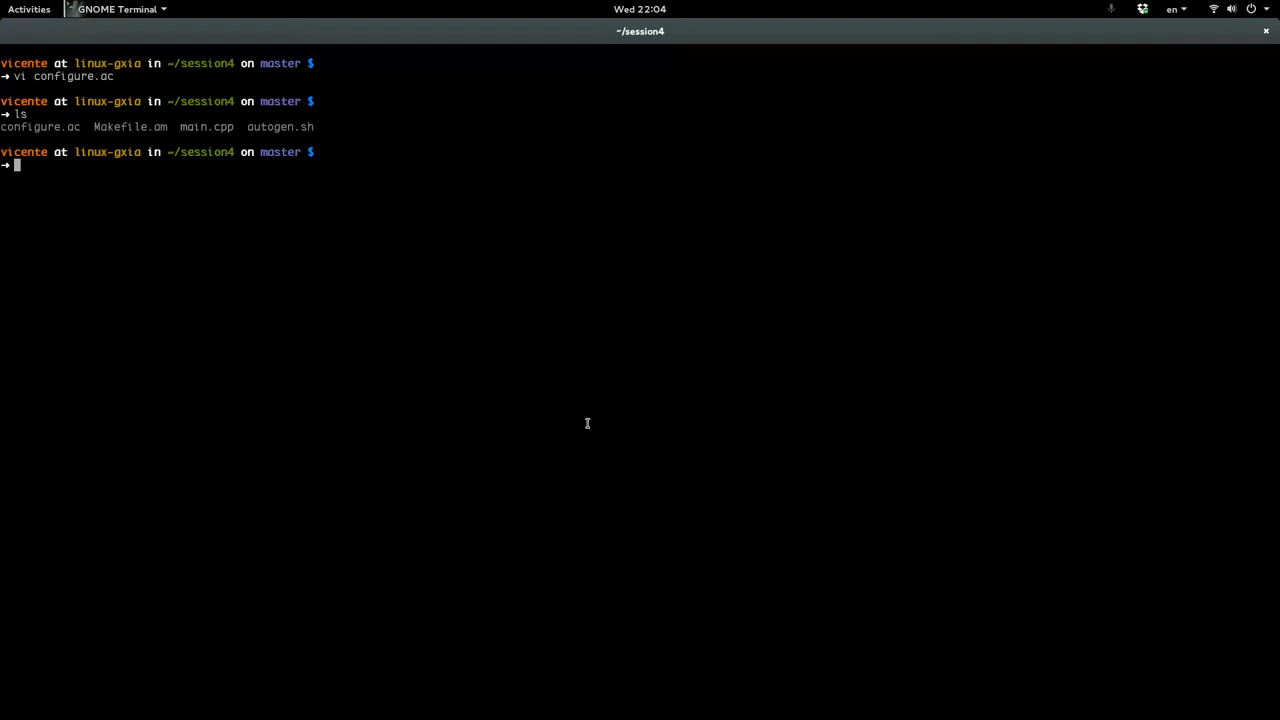 Activities GNOME Terminal Wed 22:04 en
~/session4
vicente at linux-gxia in ~/session4 on master $
→ vi configure.ac
vicente at linux-gxia in ~/session4 on master $
→ ls
configure.ac Makefile.am main.cpp autogen.sh
vicente at linux-gxia in ~/session4 on master $
→